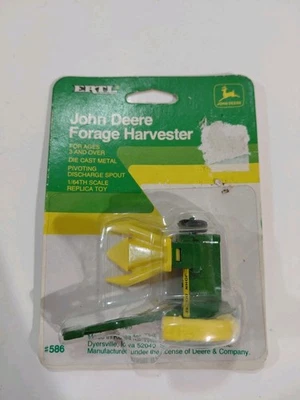 ERTL
JOHN DEERE
John Deere
Forage Harvester
FOR AGES
3 AND OVER
DIE CAST METAL
PIVOTING
DISCHARGE SPOUT
1/64TH SCALE
REPLICA TOY
#586
Dyersville, Iowa 52040
Manufactured under the license of Deere & Company.